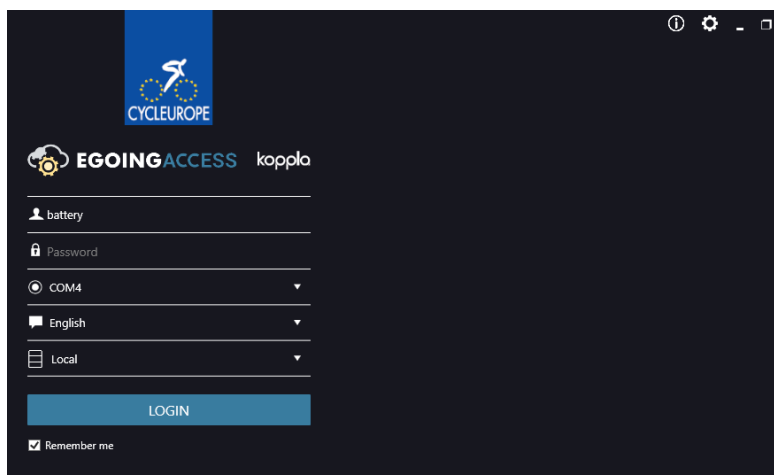 CYCLEUROPE
EGOINGACCESS koppla
battery
Password
COM4
English
Local
LOGIN
Remember me